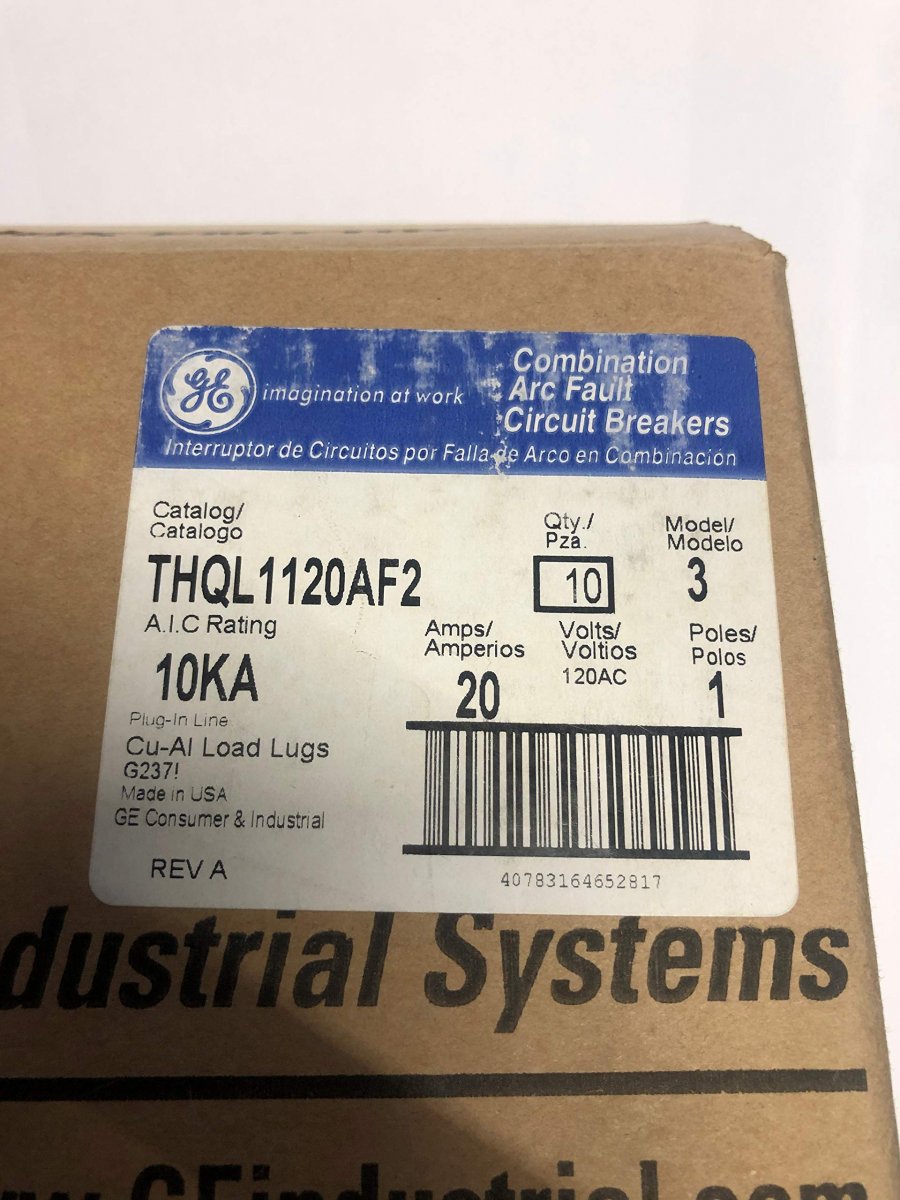 GE imagination at work
Combination
Arc Fault
Circuit Breakers
Interruptor de Circuitos por Falla de Arco en Combinación
Catalog/
Catalogo
THQL1120AF2
Qty./
Pza.
10
Model/
Modelo
3
A.I.C Rating
10KA
Amps/
Amperios
20
Volts/
Voltios
120AC
Poles/
Polos
1
Plug-In Line
Cu-Al Load Lugs
G237!
Made in USA
GE Consumer & Industrial
REV A
40783164652817
dustrial Systems
GEindustrial.com